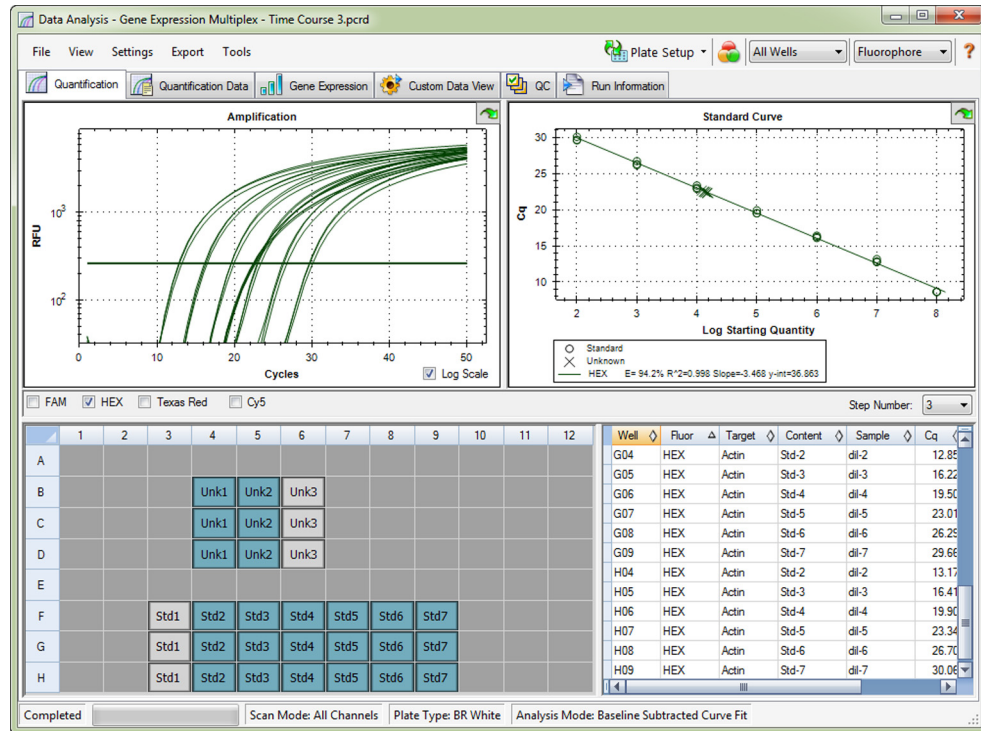 Data Analysis - Gene Expression Multiplex - Time Course 3.pcrd
File View Settings Export Tools Plate Setup All Wells Fluorophore ?
Quantification Quantification Data Gene Expression Custom Data View QC Run Information
Amplification
RFU
10^3
10^2
0 10 20 30 40 50
Cycles
Log Scale
Standard Curve
Cq
30
25
20
15
10
2 3 4 5 6 7 8
Log Starting Quantity
Standard
Unknown
HEX E= 94.2% R^2=0.998 Slope=-3.468 y-int=36.863
FAM HEX Texas Red Cy5 Step Number: 3
1 2 3 4 5 6 7 8 9 10 11 12
A
B Unk1 Unk2 Unk3
C Unk1 Unk2 Unk3
D Unk1 Unk2 Unk3
E
F Std1 Std2 Std3 Std4 Std5 Std6 Std7
G Std1 Std2 Std3 Std4 Std5 Std6 Std7
H Std1 Std2 Std3 Std4 Std5 Std6 Std7
Well Fluor Target Content Sample Cq
G04 HEX Actin Std-2 dil-2 12.85
G05 HEX Actin Std-3 dil-3 16.22
G06 HEX Actin Std-4 dil-4 19.50
G07 HEX Actin Std-5 dil-5 23.01
G08 HEX Actin Std-6 dil-6 26.29
G09 HEX Actin Std-7 dil-7 29.66
H04 HEX Actin Std-2 dil-2 13.17
H05 HEX Actin Std-3 dil-3 16.41
H06 HEX Actin Std-4 dil-4 19.90
H07 HEX Actin Std-5 dil-5 23.34
H08 HEX Actin Std-6 dil-6 26.70
H09 HEX Actin Std-7 dil-7 30.06
Completed Scan Mode: All Channels Plate Type: BR White Analysis Mode: Baseline Subtracted Curve Fit